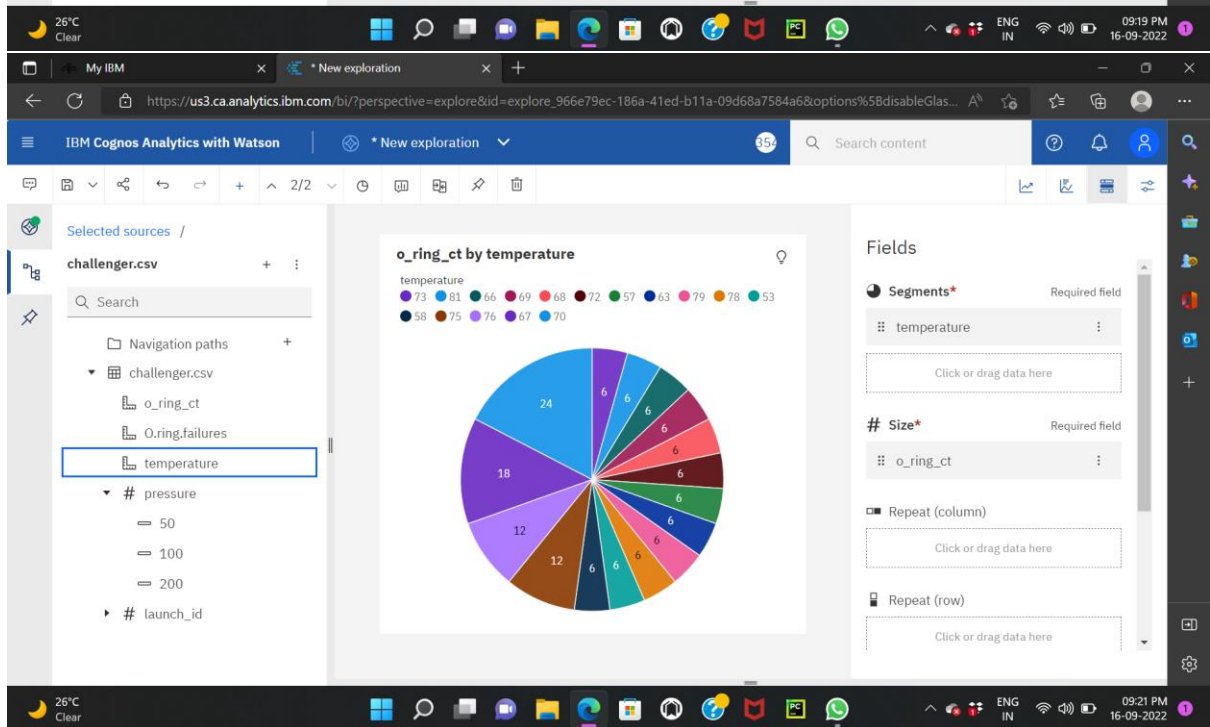 26°C
Clear
ENG
IN
09:19 PM
16-09-2022
1
My IBM
* New exploration
https://us3.ca.analytics.ibm.com/bi/?perspective=explore&id=explore_966e79ec-186a-41ed-b11a-09d68a7584a6&options%5BdisableGlas...
IBM Cognos Analytics with Watson
* New exploration
354
Search content
2/2
Selected sources /
challenger.csv
Search
Navigation paths
challenger.csv
o_ring_ct
O.ring.failures
temperature
# pressure
50
100
200
# launch_id
o_ring_ct by temperature
temperature
73 81 66 69 68 72 57 63 79 78 53
58 75 76 67 70
6
6
6
6
6
6
6
6
6
6
6
6
12
12
18
24
Fields
Segments* Required field
temperature
Click or drag data here
# Size* Required field
o_ring_ct
Repeat (column)
Click or drag data here
Repeat (row)
Click or drag data here
26°C
Clear
ENG
IN
09:21 PM
16-09-2022
1